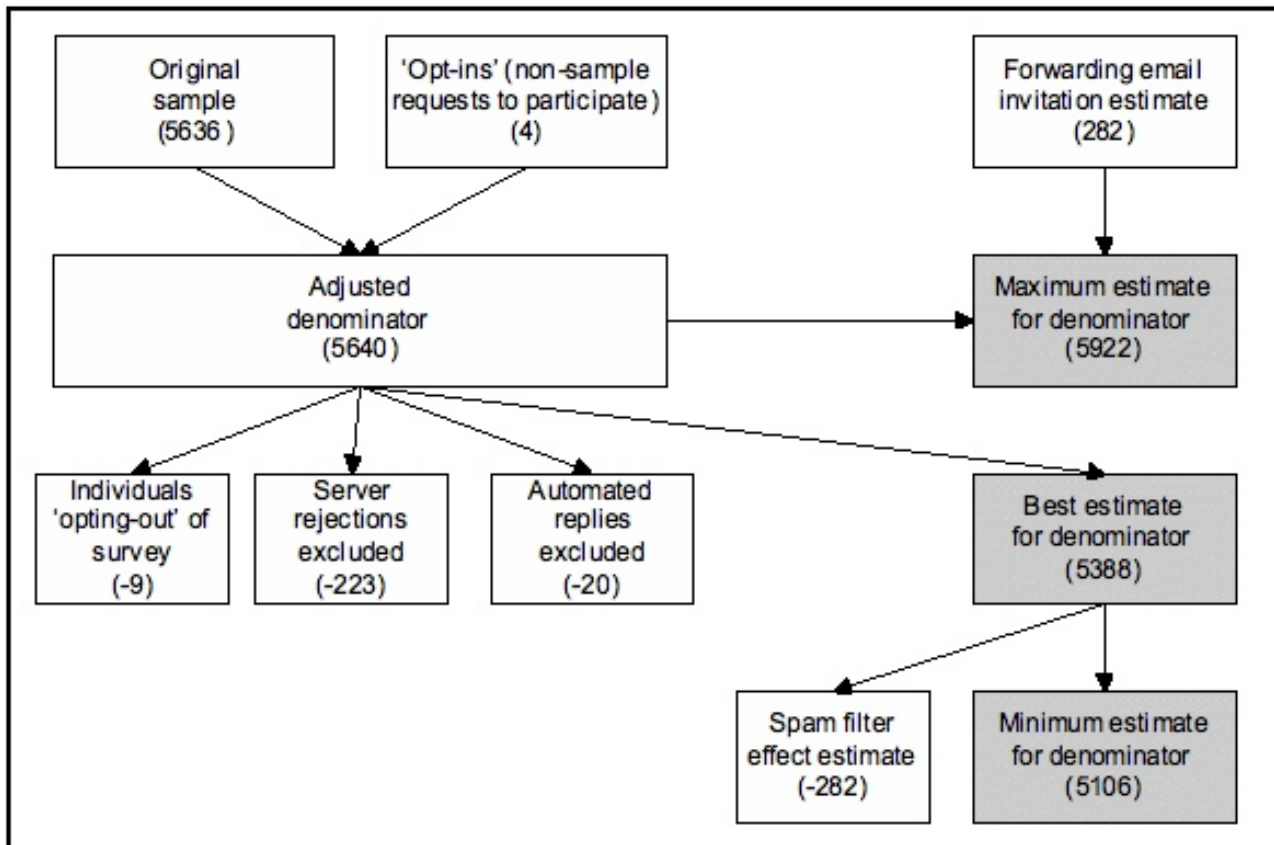 Original
sample
(5636 )
'Opt-ins' (non-sample
requests to participate )
(4)
Forwarding email
invitation estimate
(282)
Adjusted
denominator
(5640)
Maximum estimate
for denominator
(5922)
Individuals
'opting-out' of
survey
(-9)
Server
rejections
excluded
(-223)
Automated
replies
excluded
(-20)
Best estimate
for denominator
(5388)
Spam filter
effect estimate
(-282)
Minimum estimate
for denominator
(5106)